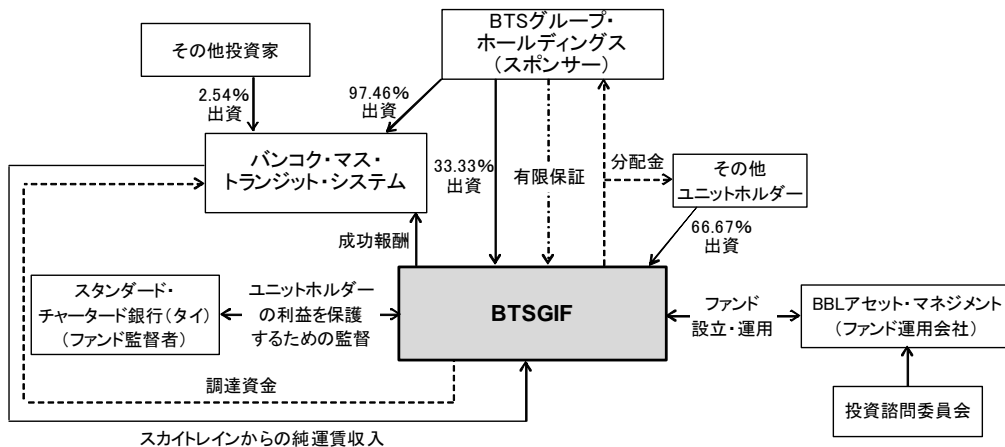 BTSグループ・
ホールディングス
（スポンサー）
その他投資家
2.54%
出資
97.46%
出資
バンコク・マス・
トランジット・システム
33.33%
出資
有限保証
分配金
その他
ユニットホルダー
66.67%
出資
成功報酬
スタンダード・
チャータード銀行（タイ）
（ファンド監督者）
ユニットホルダー
の利益を保護
するための監督
BTSGIF
ファンド
設立・運用
BBLアセット・マネジメント
（ファンド運用会社）
調達資金
投資諮問委員会
スカイトレインからの純運賃収入